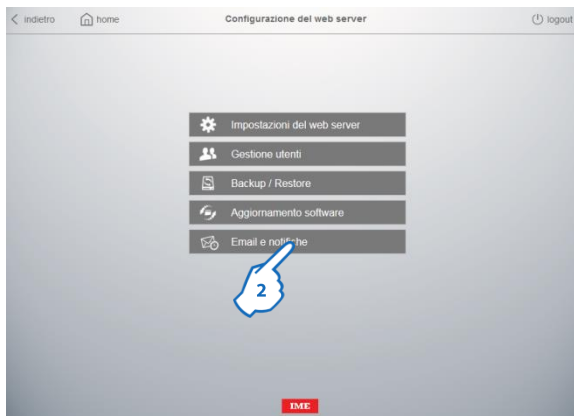 indietro home Configurazione del web server logout
Impostazioni del web server
Gestione utenti
Backup / Restore
Aggiornamento software
Email e notifiche
2
IME